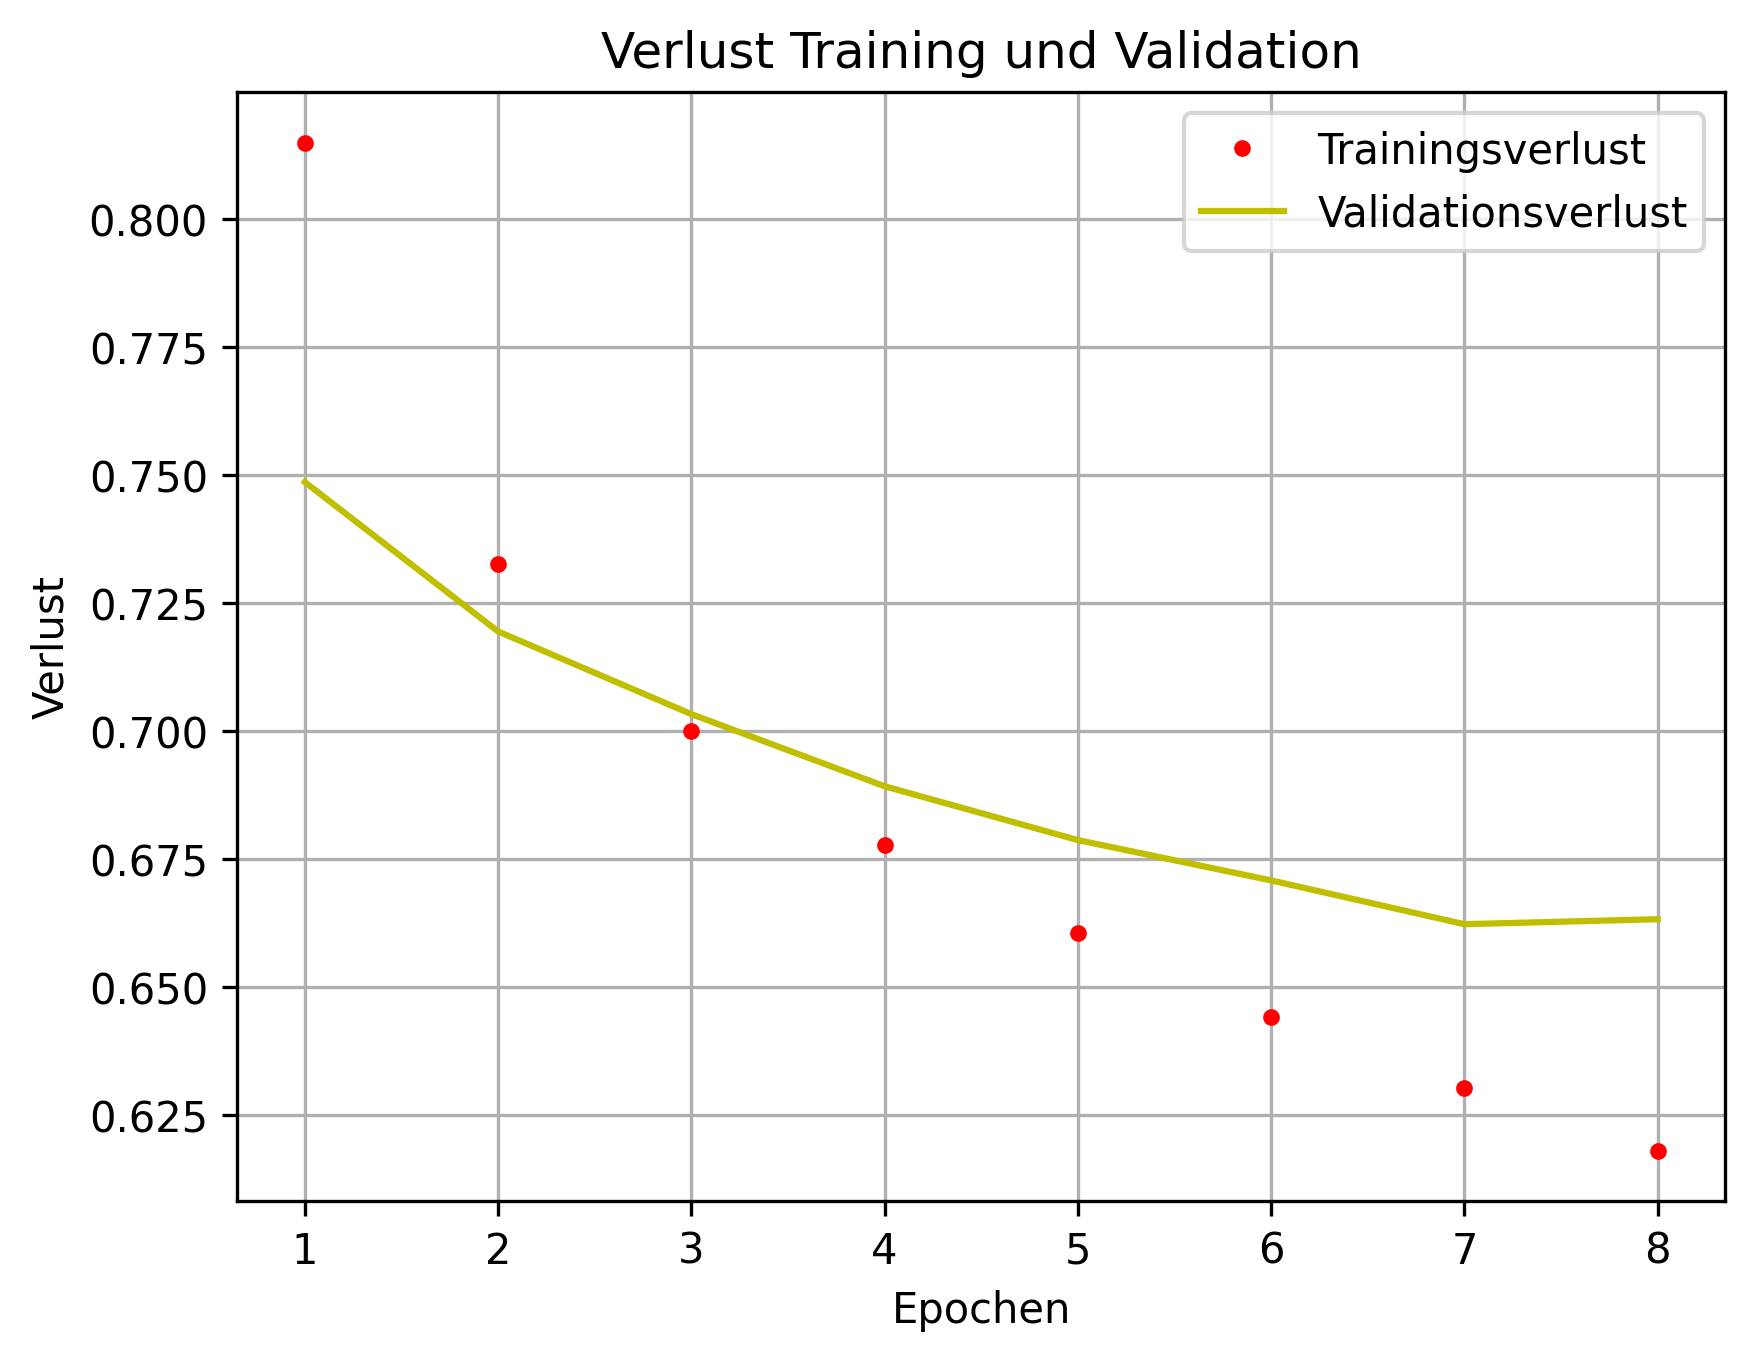 Verlust Training und Validation
Trainingsverlust
Validationsverlust
0.800
0.775
0.750
0.725
0.700
0.675
0.650
0.625
Verlust
1 2 3 4 5 6 7 8
Epochen